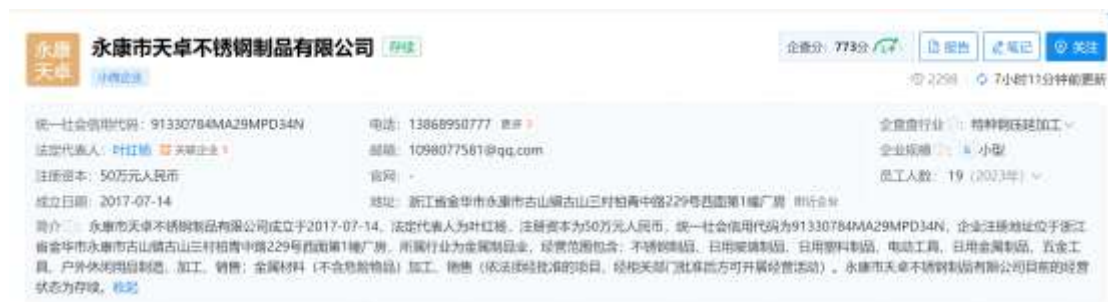 永康
天卓
永康市天卓不锈钢制品有限公司 存续
企查分: 773分 报告 笔记 关注
小微企业
2298 7小时11分钟前更新
统一社会信用代码: 91330784MA29MPD34N 电话: 13868950777 更多 企查查行业: 特种钢压延加工
法定代表人: 叶红杨 关联企业 邮箱: 1098077581@qq.com 企业规模: 小型
注册资本: 50万元人民币 官网: - 员工人数: 19 (2023年)
成立日期: 2017-07-14 地址: 浙江省金华市永康市古山镇古山三村柏青中路229号西面第1幢厂房 附近企业
简介: 永康市天卓不锈钢制品有限公司成立于2017-07-14, 法定代表人为叶红杨, 注册资本为50万元人民币, 统一社会信用代码为91330784MA29MPD34N, 企业注册地址位于浙江
省金华市永康市古山镇古山三村柏青中路229号西面第1幢厂房, 所属行业为金属制品业, 经营范围包含: 不锈钢制品、日用玻璃制品、日用塑料制品、电动工具、日用金属制品、五金工
具、户外休闲用品制造、加工、销售; 金属材料 (不含危险物品) 加工、销售 (依法须经批准的项目, 经相关部门批准后方可开展经营活动) 。永康市天卓不锈钢制品有限公司目前的经营
状态为存续。收起